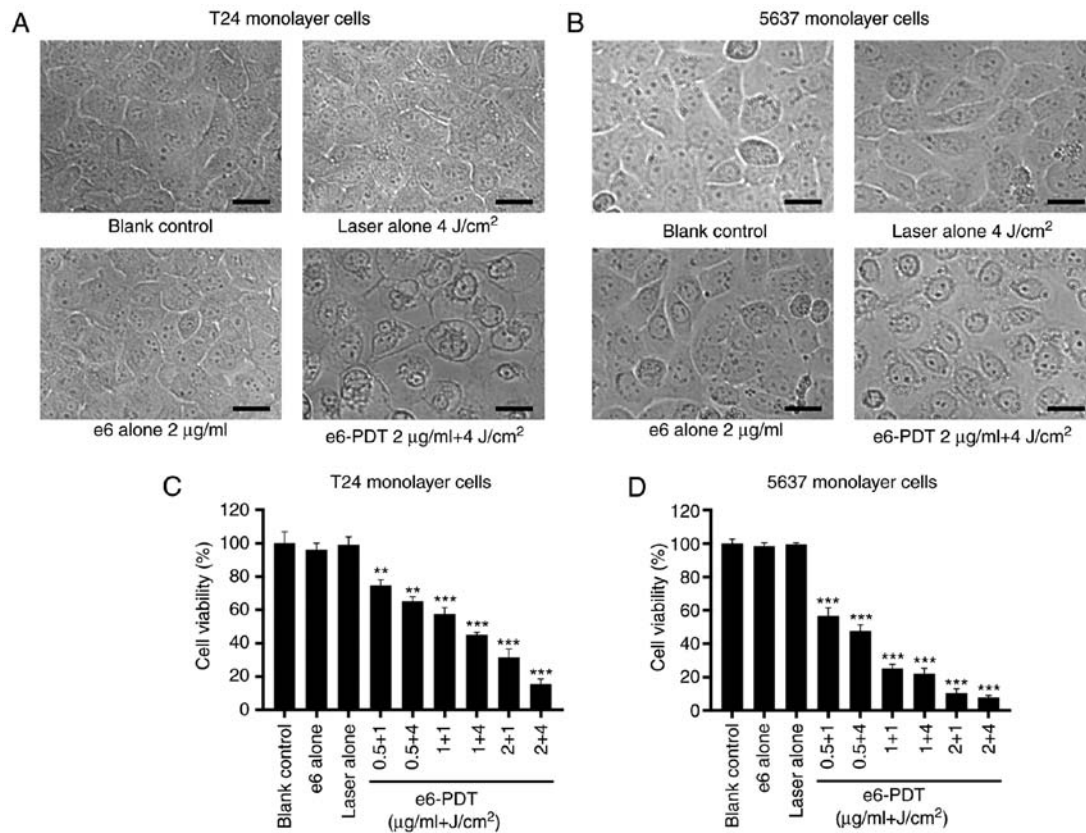 A
T24 monolayer cells
B
5637 monolayer cells
Blank control
Laser alone 4 J/cm²
Blank control
Laser alone 4 J/cm²
e6 alone 2 μg/ml
e6-PDT 2 μg/ml+4 J/cm²
e6 alone 2 μg/ml
e6-PDT 2 μg/ml+4 J/cm²
C
T24 monolayer cells
Cell viability (%)
120
100
80
60
40
20
0
**
**
***
***
***
***
Blank control
e6 alone
Laser alone
0.5+1
0.5+4
1+1
1+4
2+1
2+4
e6-PDT
(μg/ml+J/cm²)
D
5637 monolayer cells
Cell viability (%)
120
100
80
60
40
20
0
***
***
***
***
***
***
Blank control
e6 alone
Laser alone
0.5+1
0.5+4
1+1
1+4
2+1
2+4
e6-PDT
(μg/ml+J/cm²)